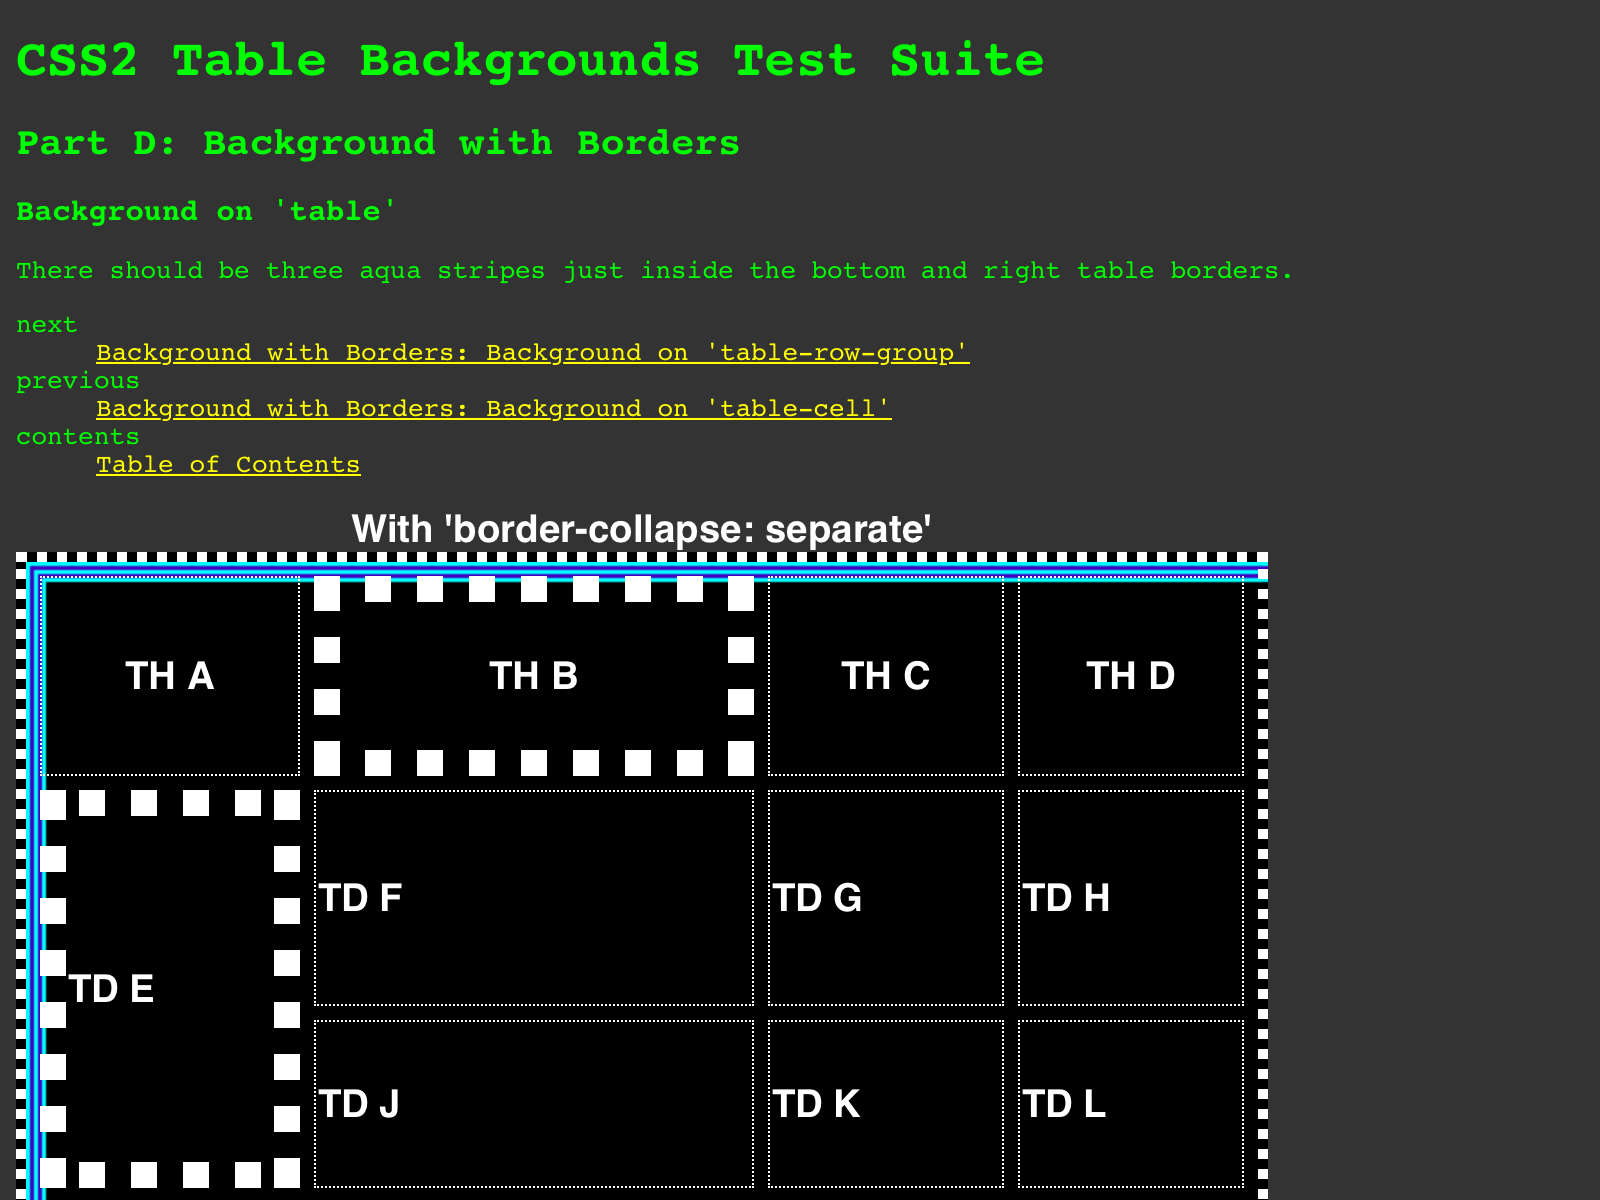 CSS2 Table Backgrounds Test Suite
Part D: Background with Borders
Background on 'table'
There should be three aqua stripes just inside the bottom and right table borders.
next
Background with Borders: Background on 'table-row-group'
previous
Background with Borders: Background on 'table-cell'
contents
Table of Contents
With 'border-collapse: separate'
TH A TH B TH C TH D
TD F TD G TD H
TD E
TD J TD K TD L